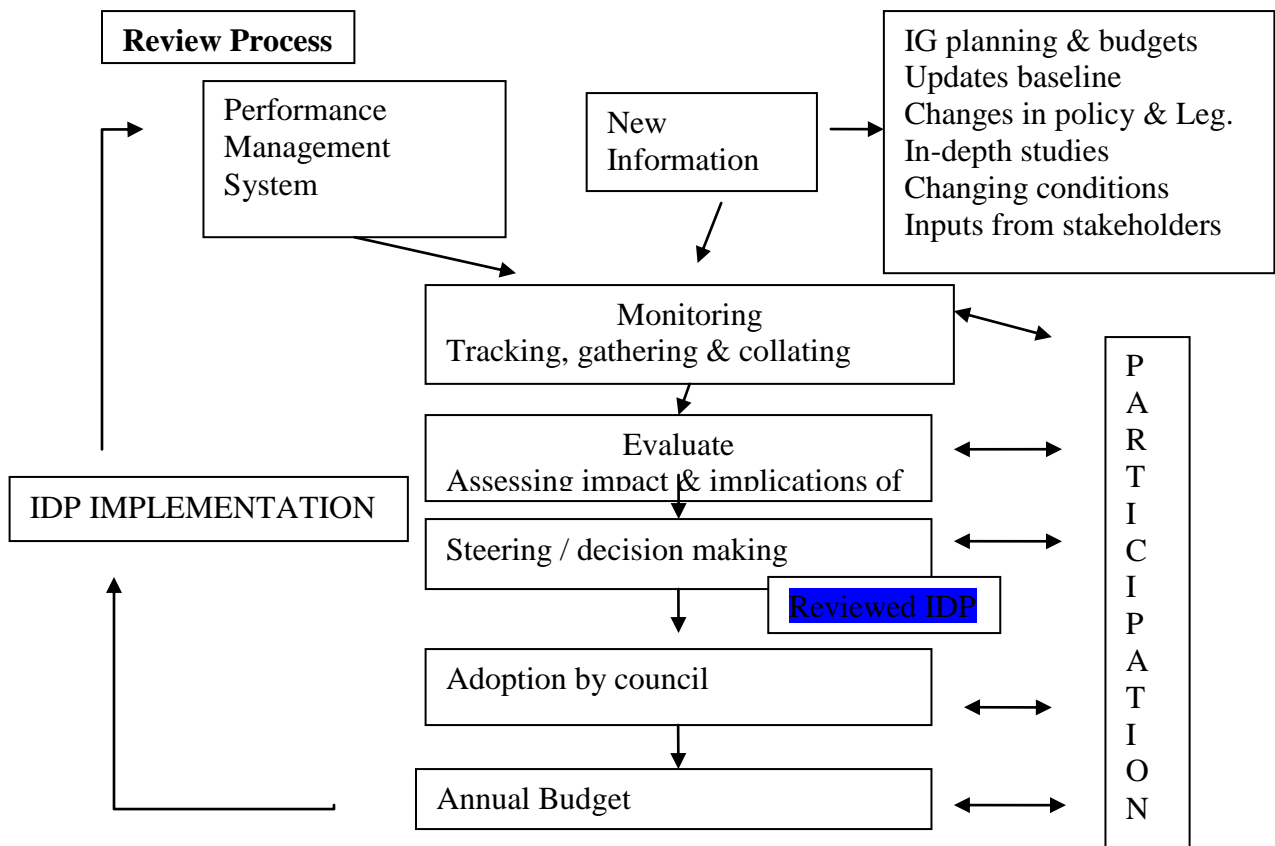 Review Process
IG planning & budgets
Updates baseline
Changes in policy & Leg.
In-depth studies
Changing conditions
Inputs from stakeholders
Performance
Management
System
New
Information
Monitoring
Tracking, gathering & collating
Evaluate
Assessing impact & implications of
IDP IMPLEMENTATION
Steering / decision making
Reviewed IDP
Adoption by council
Annual Budget
P
A
R
T
I
C
I
P
A
T
I
O
N